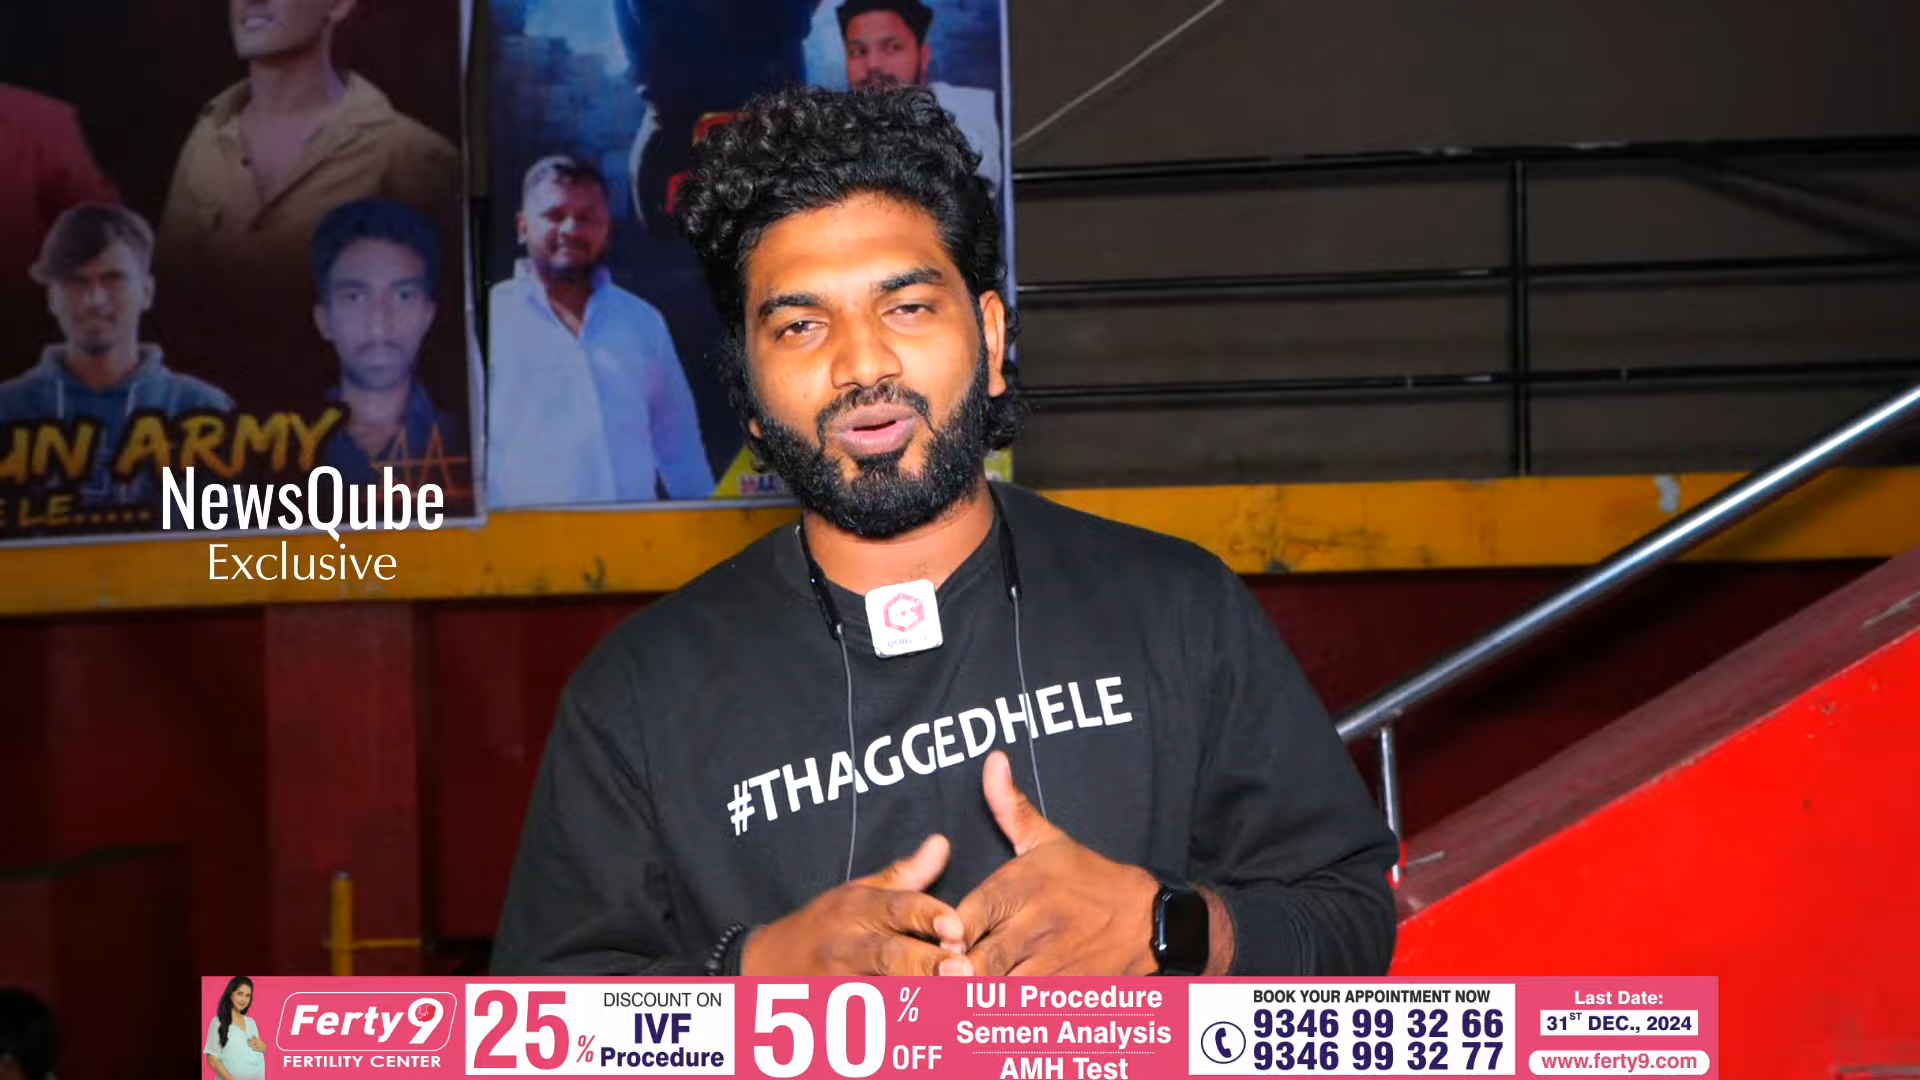 UN ARMY
E LE.....
NewsQube
Exclusive
#THAGGEDHELE
Ferty9
FERTILITY CENTER
25%
DISCOUNT ON
IVF
Procedure
50%
OFF
IUI Procedure
Semen Analysis
AMH Test
BOOK YOUR APPOINTMENT NOW
9346 99 32 66
9346 99 32 77
Last Date:
31ST DEC., 2024
www.ferty9.com